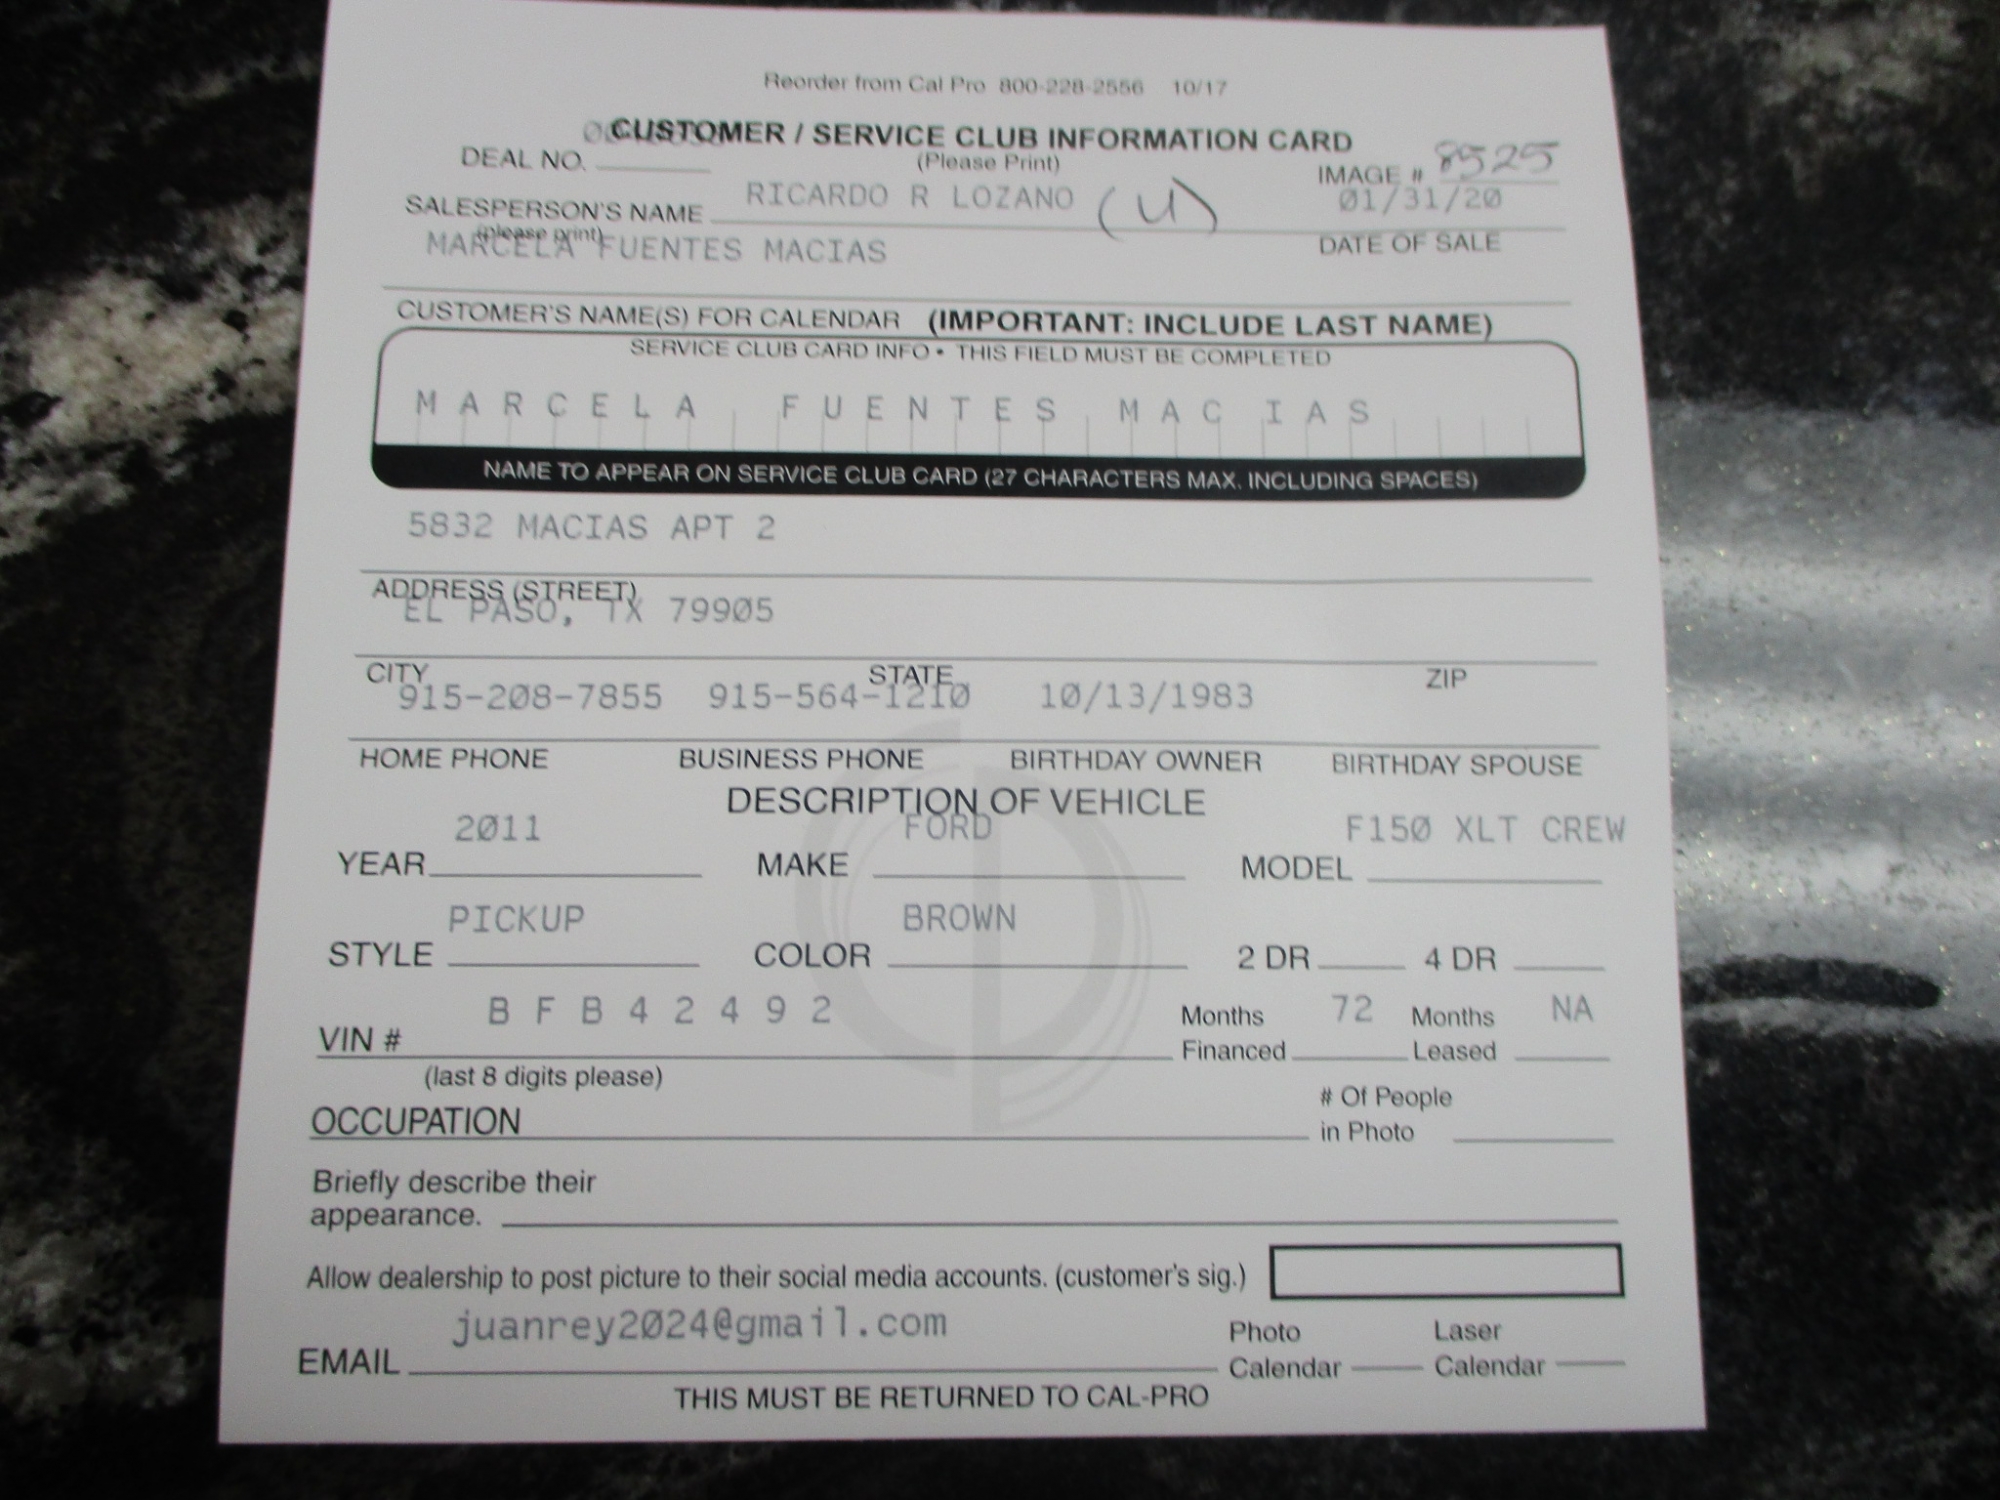 Reorder from Cal Pro 800-228-2556 10/17
CUSTOMER / SERVICE CLUB INFORMATION CARD
DEAL NO. (Please Print) IMAGE # 8525
SALESPERSON'S NAME RICARDO R LOZANO (U) 01/31/20
(please print) DATE OF SALE
MARCELA FUENTES MACIAS
CUSTOMER'S NAME(S) FOR CALENDAR (IMPORTANT: INCLUDE LAST NAME)
SERVICE CLUB CARD INFO • THIS FIELD MUST BE COMPLETED
MARCELA FUENTES MACIAS
NAME TO APPEAR ON SERVICE CLUB CARD (27 CHARACTERS MAX. INCLUDING SPACES)
5832 MACIAS APT 2
ADDRESS (STREET)
EL PASO, TX 79905
CITY STATE ZIP
915-208-7855 915-564-1210 10/13/1983
HOME PHONE BUSINESS PHONE BIRTHDAY OWNER BIRTHDAY SPOUSE
DESCRIPTION OF VEHICLE
2011 FORD F150 XLT CREW
YEAR MAKE MODEL
PICKUP BROWN
STYLE COLOR 2 DR 4 DR
BFB42492 Months 72 Months NA
VIN # Financed Leased
(last 8 digits please)
# Of People
OCCUPATION in Photo
Briefly describe their
appearance.
Allow dealership to post picture to their social media accounts. (customer's sig.)
juanrey2024@gmail.com Photo Laser
EMAIL Calendar Calendar
THIS MUST BE RETURNED TO CAL-PRO